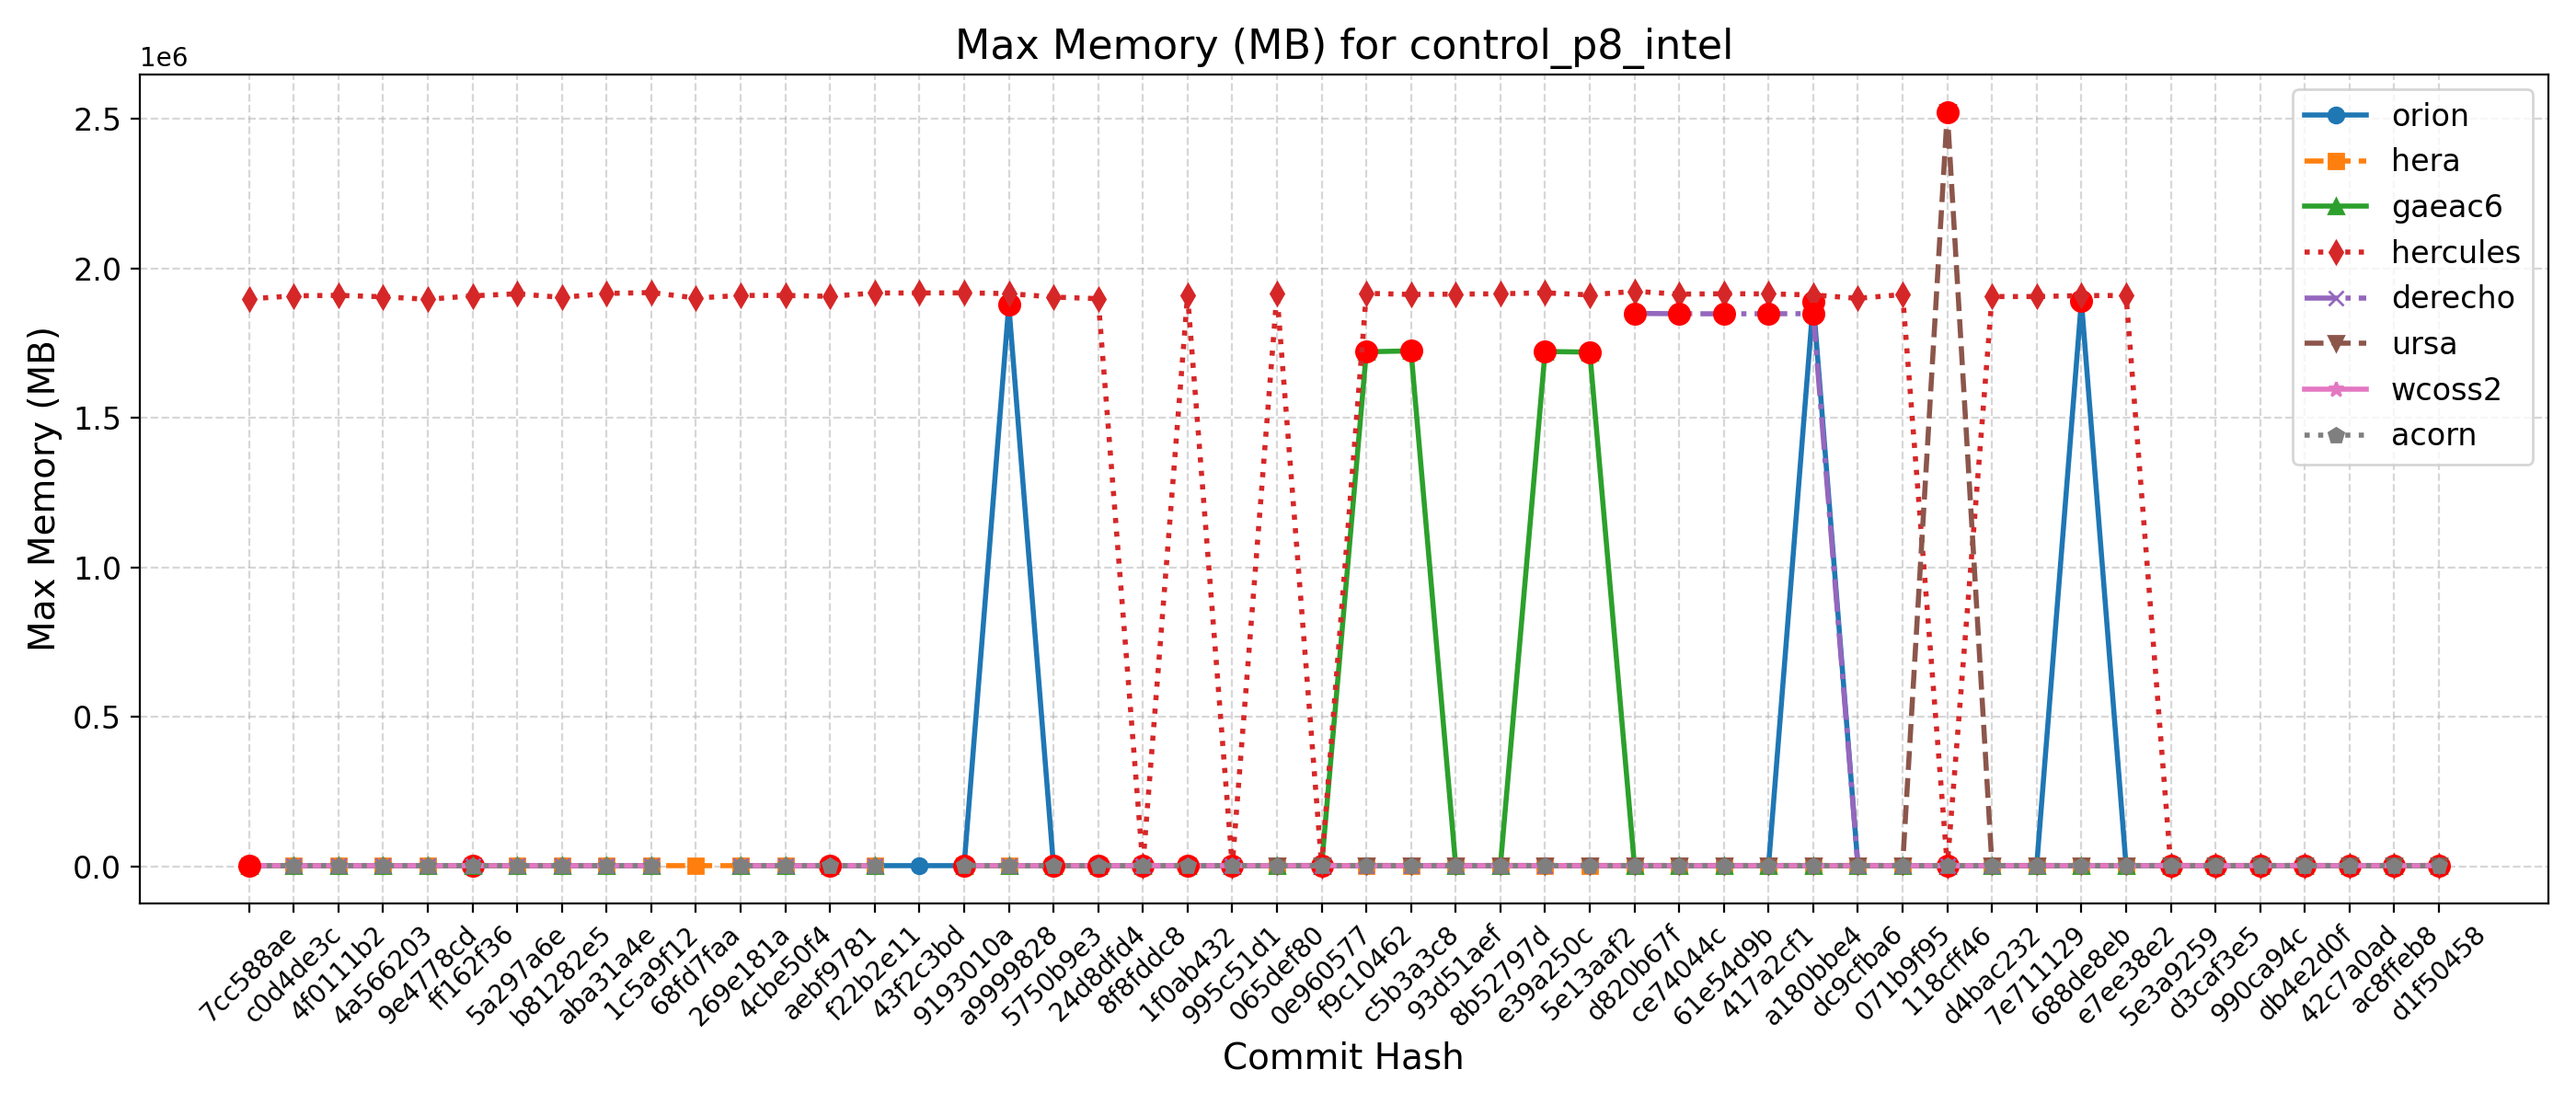 Max Memory (MB) for control_p8_intel
1e6
2.5
2.0
1.5
1.0
0.5
0.0
Max Memory (MB)
orion
hera
gaeac6
hercules
derecho
ursa
wcoss2
acorn
7cc588ae
c0d4de3c
4f0111b2
4a566203
9e4778cd
ff162f36
5a297a6e
b81282e5
aba31a4e
1c5a9f12
68fd7faa
269e181a
4cbe50f4
aebf9781
f22b2e11
43f2c3bd
9193010a
a9999828
5750b9e3
24d8dfd4
8f8fddc8
1f0ab432
995c51d1
065def80
0e960577
f9c10462
c5b3a3c8
93d51aef
8b52797d
e39a250c
5e13aaf2
d820b67f
ce74044c
61e54d9b
417a2cf1
a180bbe4
dc9cfba6
071b9f95
118cff46
d4bac232
7e711129
688de8eb
e7ee38e2
5e3a9259
d3caf3e5
990ca94c
db4e2d0f
42c7a0ad
ac8ffeb8
d1f50458
Commit Hash